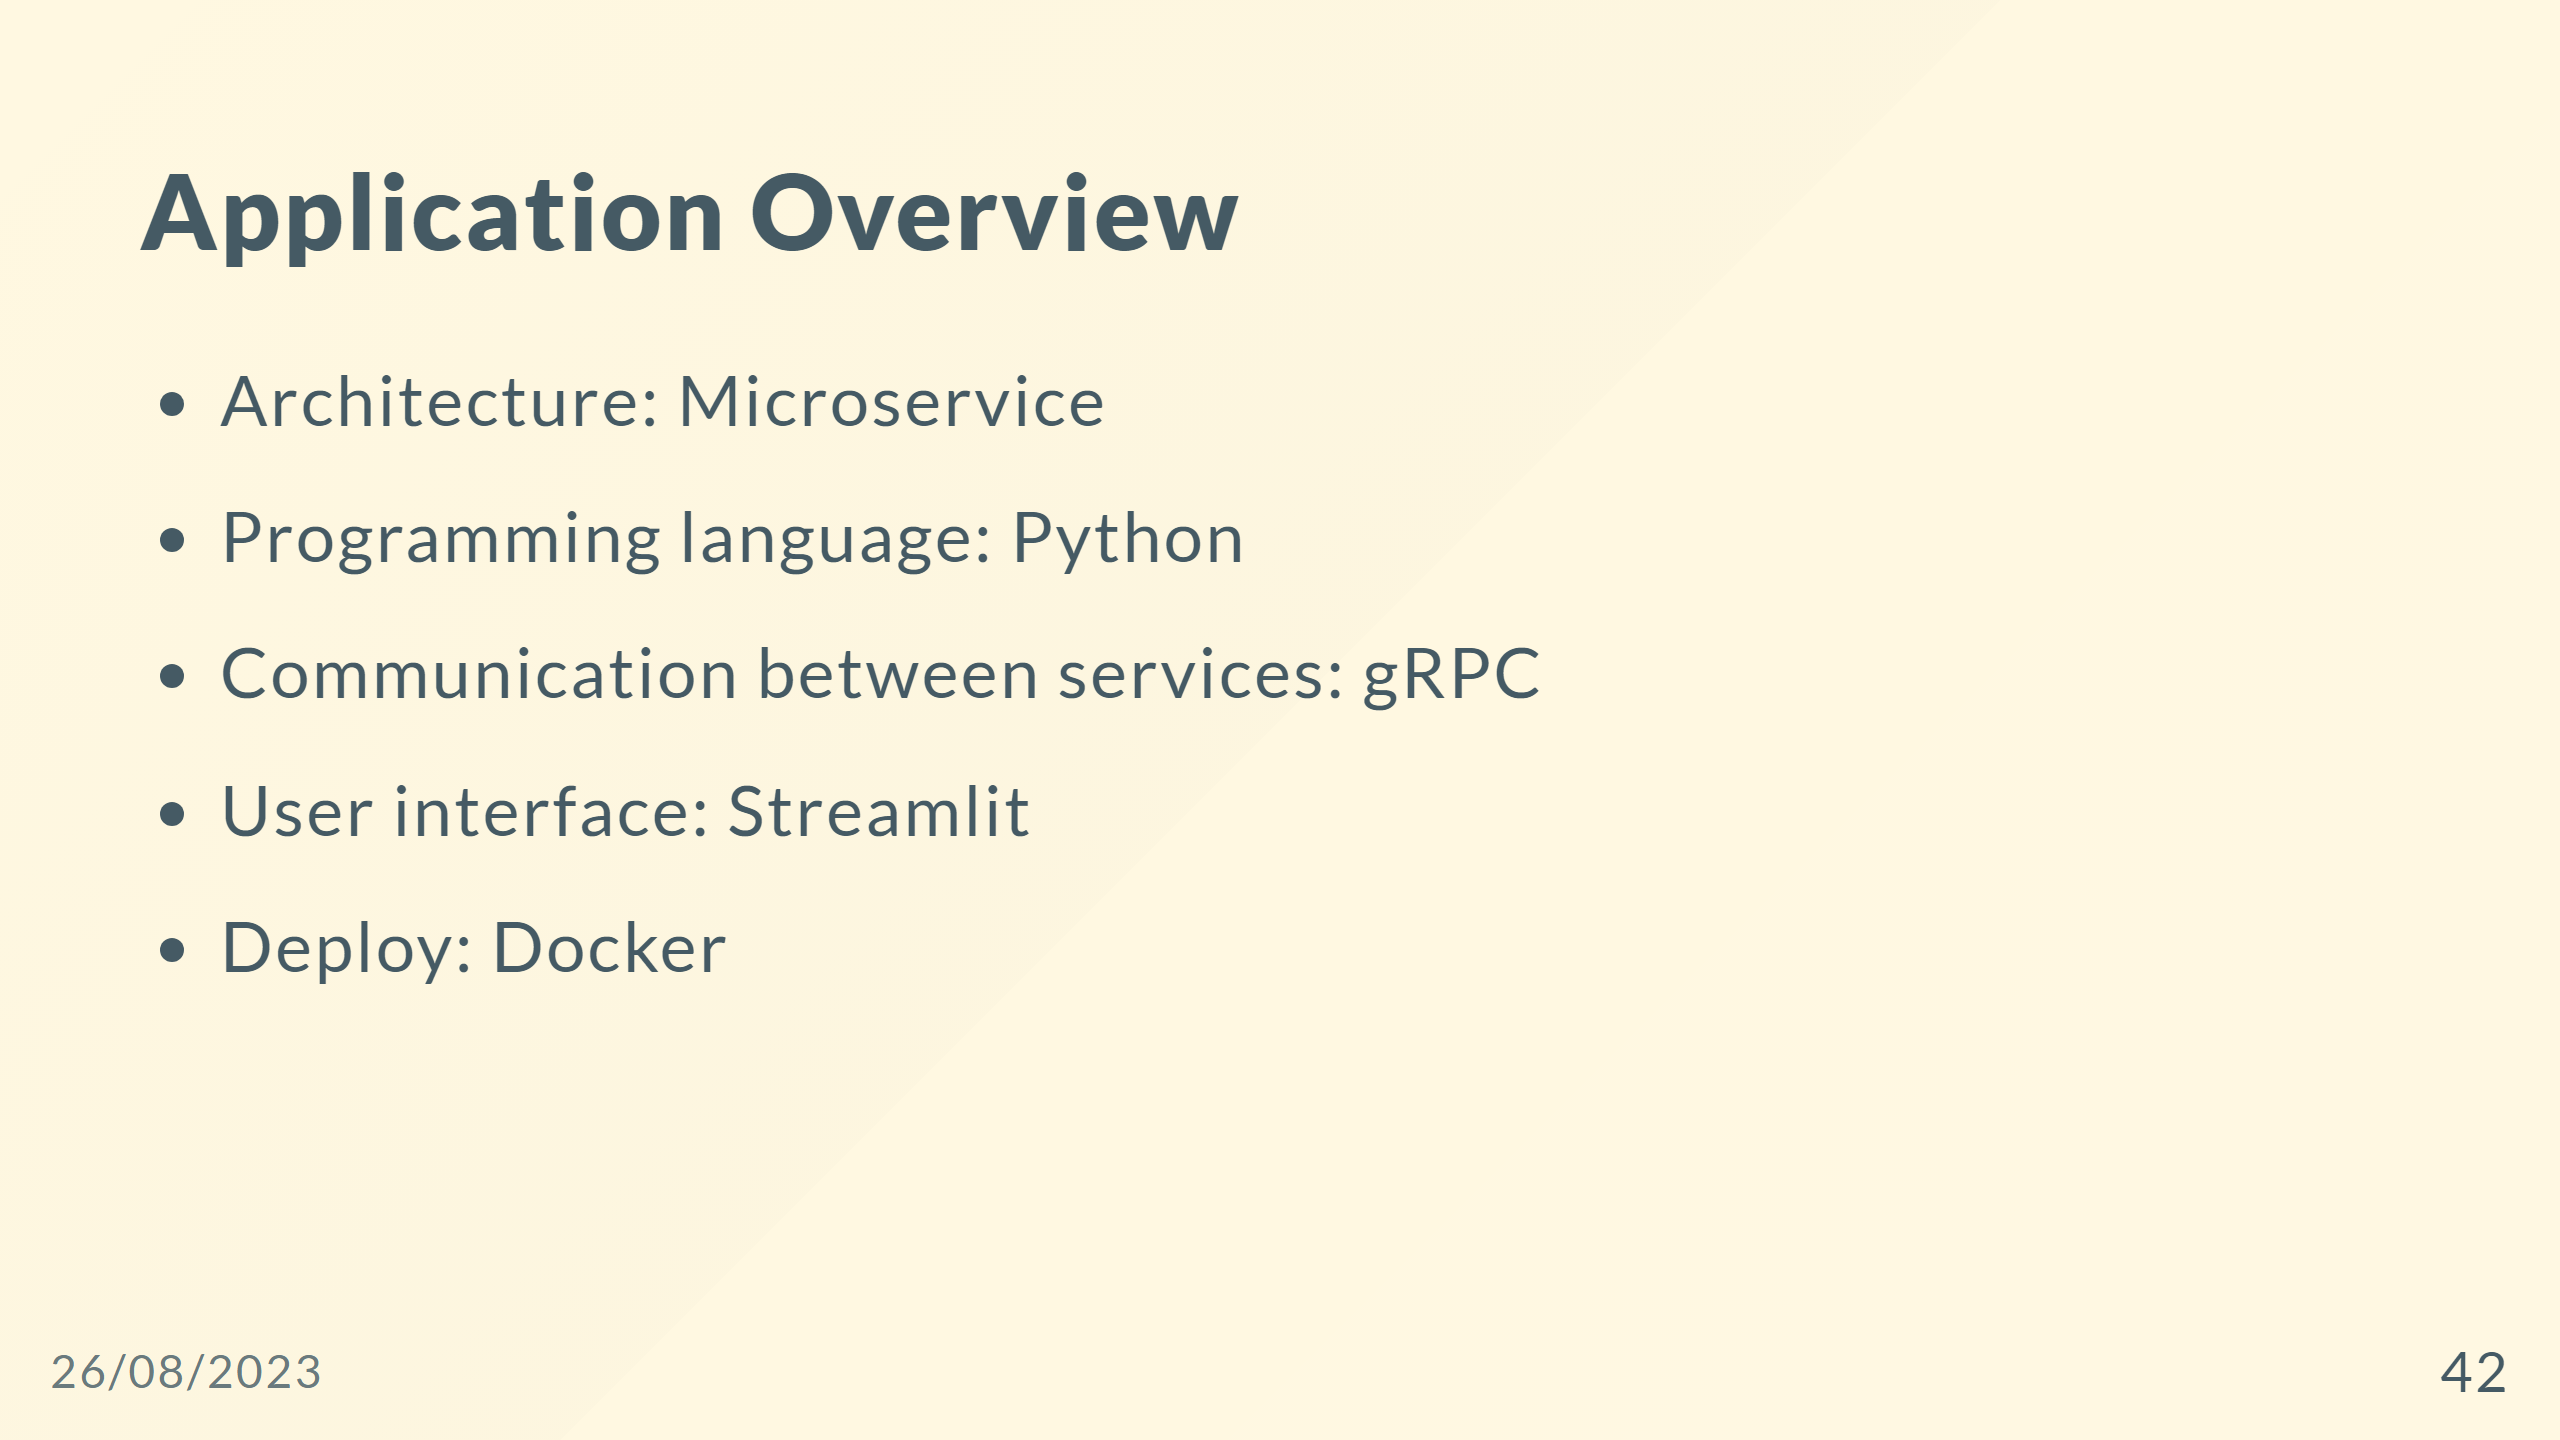 Application Overview
• Architecture: Microservice
• Programming language: Python
• Communication between services: gRPC
• User interface: Streamlit
• Deploy: Docker
26/08/2023
42